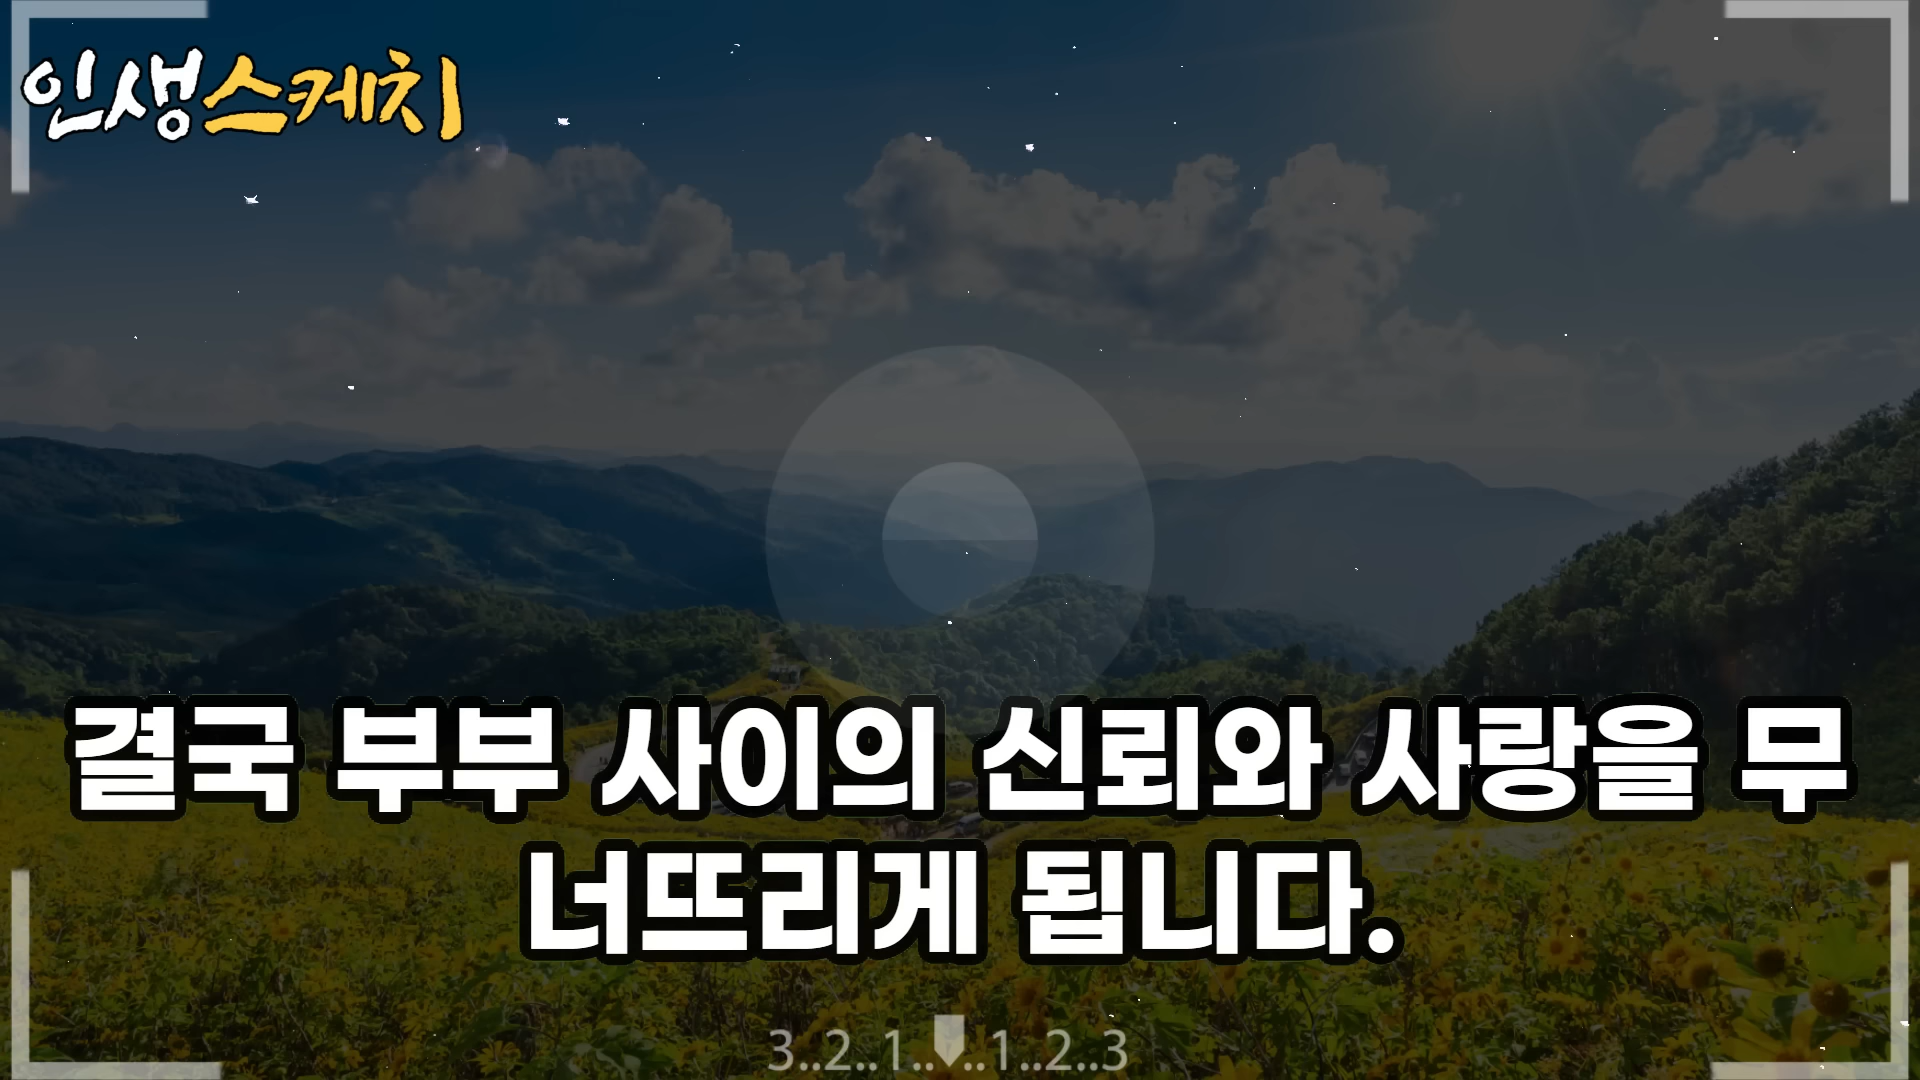 인생스케치
결국 부부 사이의 신뢰와 사랑을 무
너뜨리게 됩니다.
3..2..1.. ..1..2..3